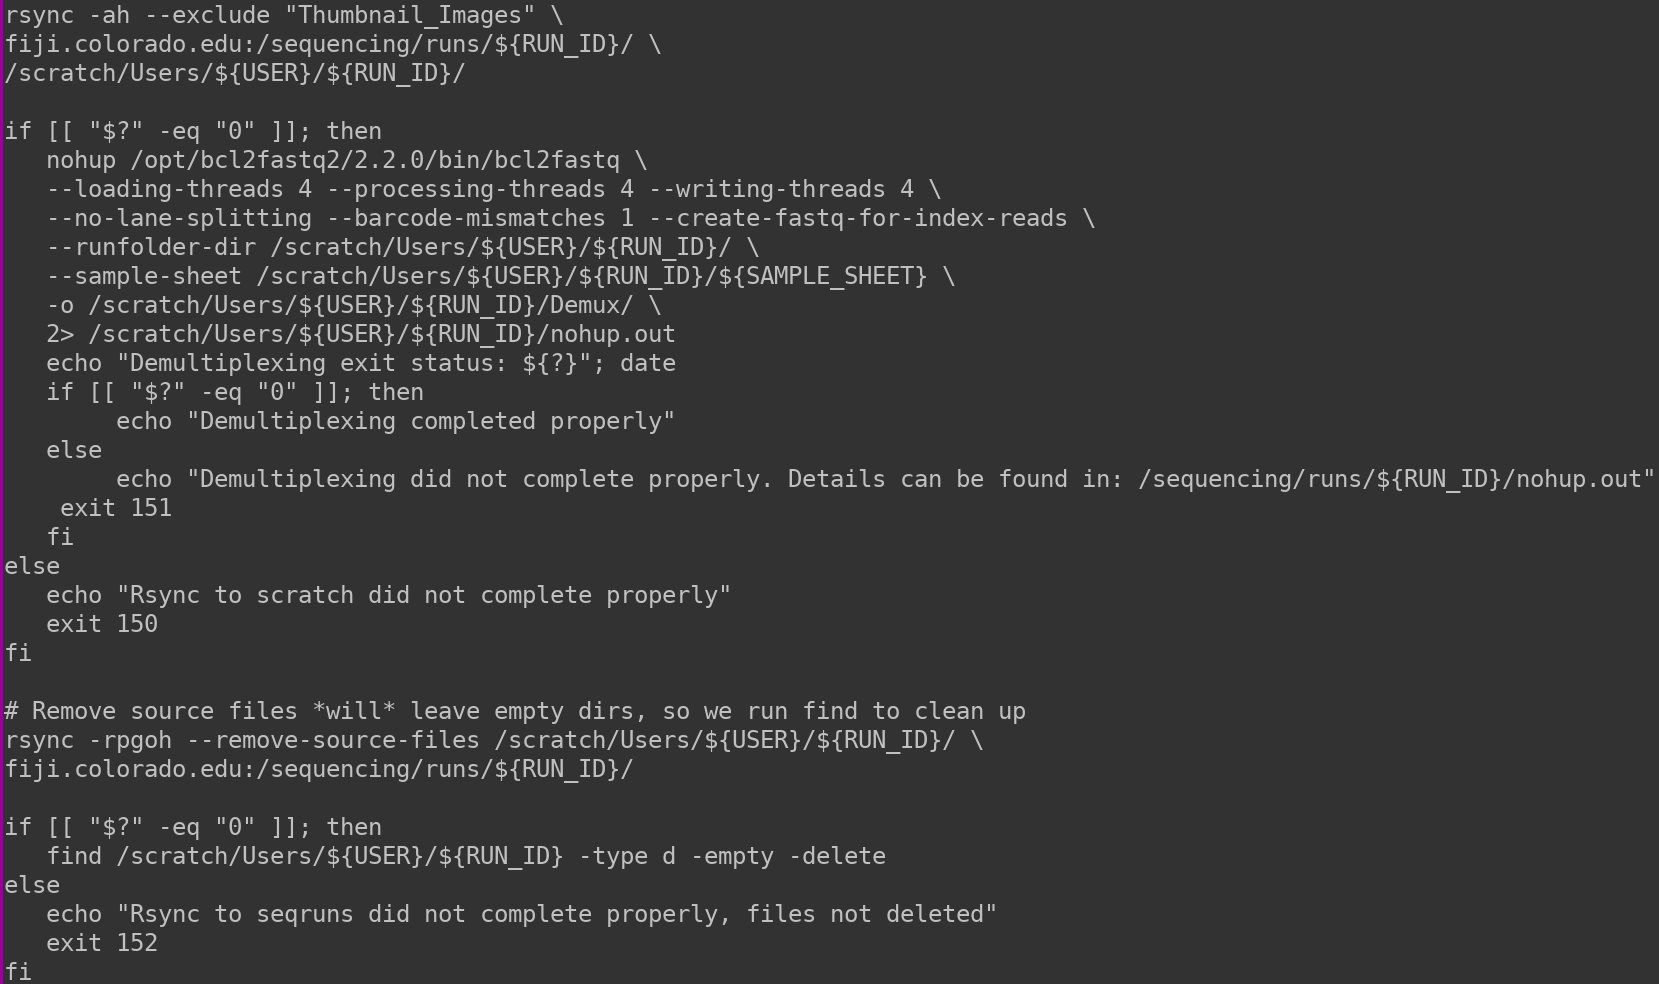 rsync -ah --exclude "Thumbnail_Images" \
fiji.colorado.edu:/sequencing/runs/${RUN_ID}/ \
/scratch/Users/${USER}/${RUN_ID}/
if [[ "$?" -eq "0" ]]; then
   nohup /opt/bcl2fastq2/2.2.0/bin/bcl2fastq \
   --loading-threads 4 --processing-threads 4 --writing-threads 4 \
   --no-lane-splitting --barcode-mismatches 1 --create-fastq-for-index-reads \
   --runfolder-dir /scratch/Users/${USER}/${RUN_ID}/ \
   --sample-sheet /scratch/Users/${USER}/${RUN_ID}/${SAMPLE_SHEET} \
   -o /scratch/Users/${USER}/${RUN_ID}/Demux/ \
   2> /scratch/Users/${USER}/${RUN_ID}/nohup.out
   echo "Demultiplexing exit status: ${?}"; date
   if [[ "$?" -eq "0" ]]; then
        echo "Demultiplexing completed properly"
   else
        echo "Demultiplexing did not complete properly. Details can be found in: /sequencing/runs/${RUN_ID}/nohup.out"
    exit 151
   fi
else
   echo "Rsync to scratch did not complete properly"
   exit 150
fi
# Remove source files *will* leave empty dirs, so we run find to clean up
rsync -rpgoh --remove-source-files /scratch/Users/${USER}/${RUN_ID}/ \
fiji.colorado.edu:/sequencing/runs/${RUN_ID}/
if [[ "$?" -eq "0" ]]; then
   find /scratch/Users/${USER}/${RUN_ID} -type d -empty -delete
else
   echo "Rsync to seqruns did not complete properly, files not deleted"
   exit 152
fi